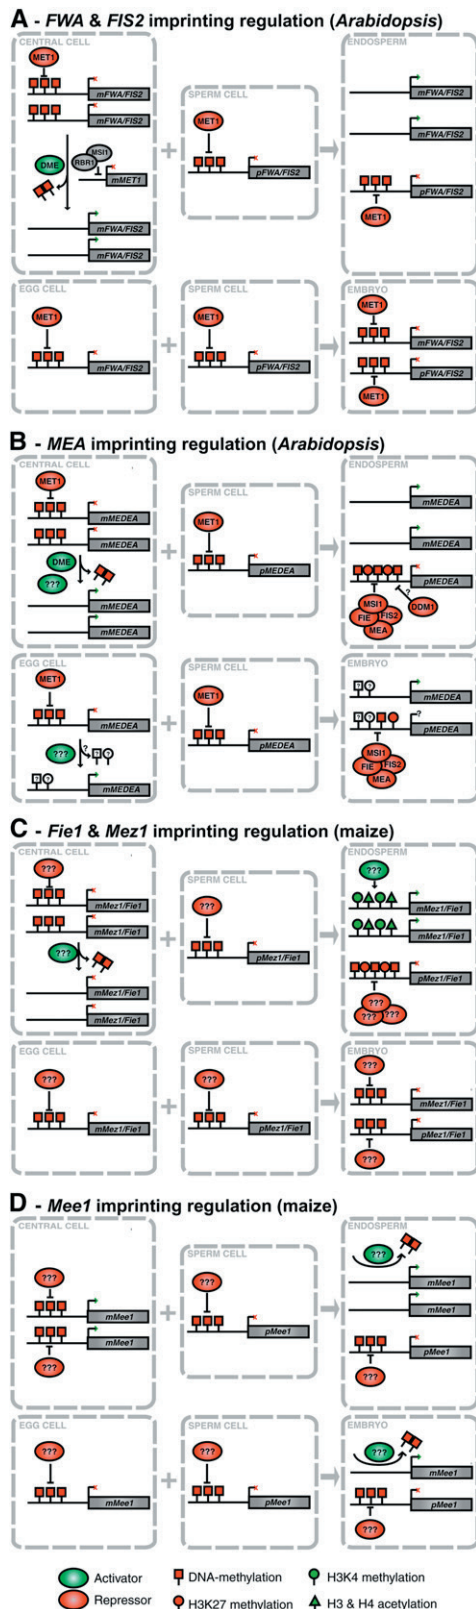 A - FWA & FIS2 imprinting regulation (Arabidopsis)
CENTRAL CELL
MET1
mFWA/FIS2
mFWA/FIS2
DME
MSI1
RBR1
mMET1
mFWA/FIS2
mFWA/FIS2
+
SPERM CELL
MET1
pFWA/FIS2
ENDOSPERM
mFWA/FIS2
mFWA/FIS2
pFWA/FIS2
MET1
EGG CELL
MET1
mFWA/FIS2
+
SPERM CELL
MET1
pFWA/FIS2
EMBRYO
MET1
mFWA/FIS2
pFWA/FIS2
MET1
B - MEA imprinting regulation (Arabidopsis)
CENTRAL CELL
MET1
mMEDEA
mMEDEA
DME
???
mMEDEA
mMEDEA
+
SPERM CELL
MET1
pMEDEA
ENDOSPERM
mMEDEA
mMEDEA
pMEDEA
?
MSI1
FIE
FIS2
MEA
DDM1
EGG CELL
MET1
mMEDEA
???
?
? ?
? ?
mMEDEA
+
SPERM CELL
MET1
pMEDEA
EMBRYO
? ?
mMEDEA
? ?
?
pMEDEA
MSI1
FIE
FIS2
MEA
C - Fie1 & Mez1 imprinting regulation (maize)
CENTRAL CELL
???
mMez1/Fie1
mMez1/Fie1
???
mMez1/Fie1
mMez1/Fie1
+
SPERM CELL
???
pMez1/Fie1
ENDOSPERM
???
mMez1/Fie1
mMez1/Fie1
pMez1/Fie1
???
???
???
EGG CELL
???
mMez1/Fie1
+
SPERM CELL
???
pMez1/Fie1
EMBRYO
???
mMez1/Fie1
pMez1/Fie1
???
D - Mee1 imprinting regulation (maize)
CENTRAL CELL
???
mMee1
mMee1
???
+
SPERM CELL
???
pMee1
ENDOSPERM
???
mMee1
mMee1
pMee1
???
EGG CELL
???
mMee1
+
SPERM CELL
???
pMee1
EMBRYO
???
mMee1
pMee1
???
Activator
DNA-methylation
H3K4 methylation
Repressor
H3K27 methylation
H3 & H4 acetylation